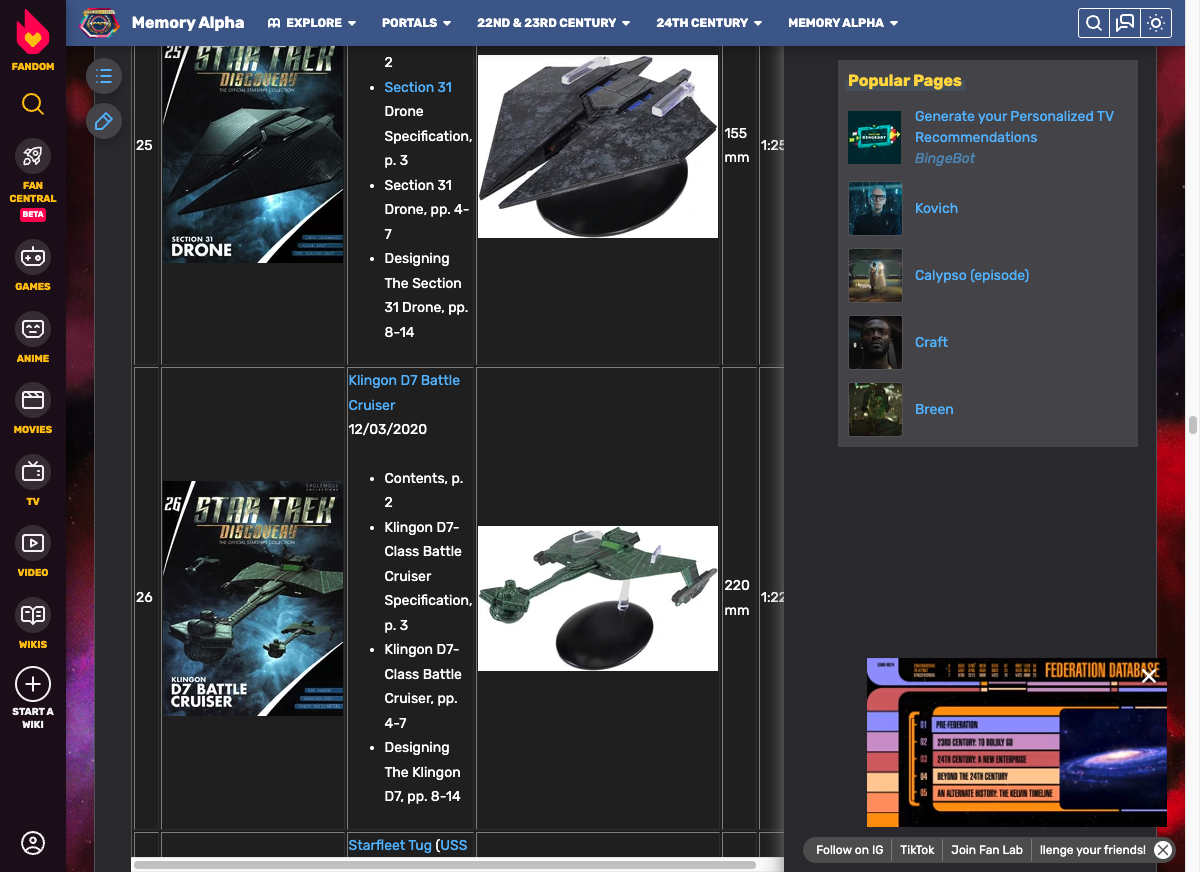 FANDOM
FAN
CENTRAL
BETA
GAMES
ANIME
MOVIES
TV
VIDEO
WIKIS
START A
WIKI
Memory Alpha
EXPLORE
PORTALS
22ND & 23RD CENTURY
24TH CENTURY
MEMORY ALPHA
25
25
STAR TREK
DISCOVERY
THE OFFICIAL STARSHIPS COLLECTION
SECTION 31
DRONE
2
Section 31
Drone
Specification,
p. 3
Section 31
Drone, pp. 4-
7
Designing
The Section
31 Drone, pp.
8-14
155
mm
1:25
26
EAGLEMOSS
26
STAR TREK
DISCOVERY
THE OFFICIAL STARSHIPS COLLECTION
KLINGON
D7 BATTLE
CRUISER
Klingon D7 Battle
Cruiser
12/03/2020
Contents, p.
2
Klingon D7-
Class Battle
Cruiser
Specification,
p. 3
Klingon D7-
Class Battle
Cruiser, pp.
4-7
Designing
The Klingon
D7, pp. 8-14
220
mm
1:22
Starfleet Tug (USS
Popular Pages
Generate your Personalized TV
Recommendations
BingeBot
Kovich
Calypso (episode)
Craft
Breen
FEDERATION DATABASE
01 PRE-FEDERATION
02 23RD CENTURY: TO BOLDLY GO
03 24TH CENTURY: A NEW ENTERPRISE
04 BEYOND THE 24TH CENTURY
05 AN ALTERNATE HISTORY: THE KELVIN TIMELINE
Follow on IG
TikTok
Join Fan Lab
llenge your friends!